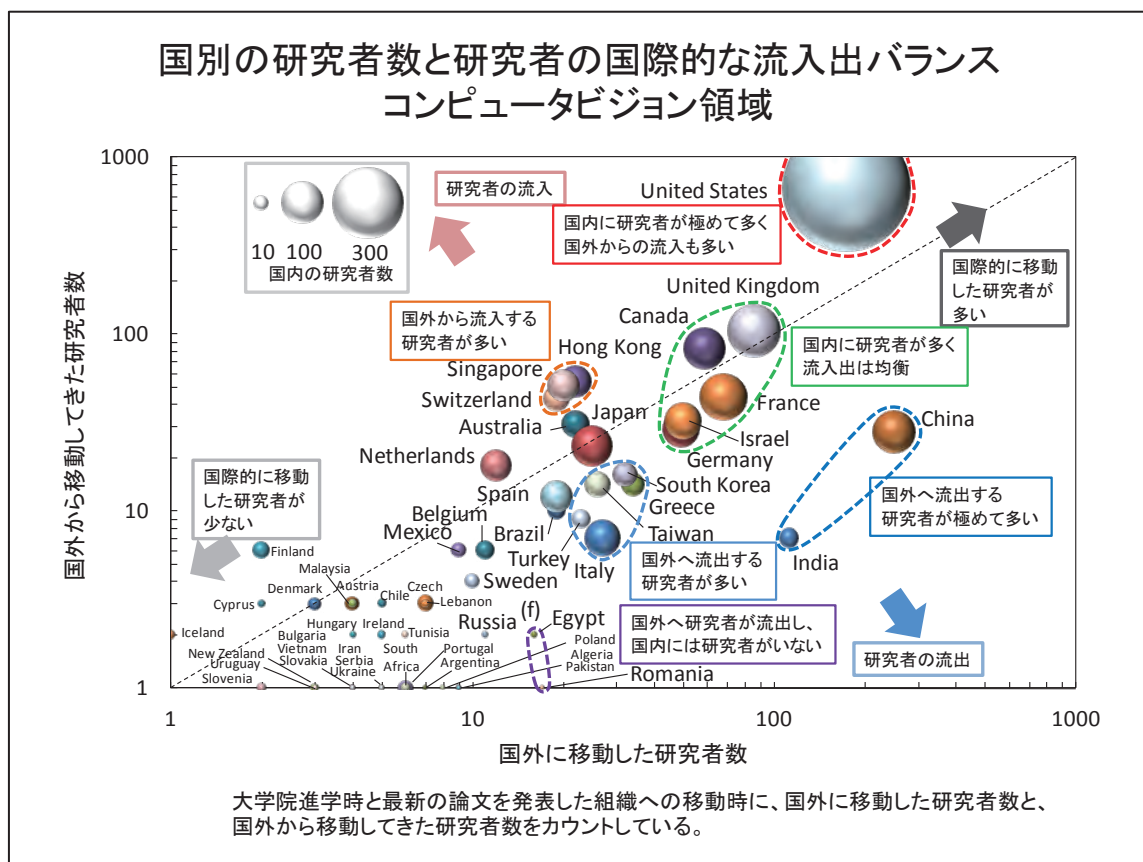 国別の研究者数と研究者の国際的な流入出バランス
コンピュータビジョン領域
国外から移動してきた研究者数
1000
100
10
1
10 100 300
国内の研究者数
研究者の流入
United States
国内に研究者が極めて多く
国外からの流入も多い
国際的に移動
した研究者が
多い
United Kingdom
Canada
国外から流入する
研究者が多い
Hong Kong
Singapore
Switzerland
国内に研究者が多く
流入出は均衡
France
China
Japan
Australia
Israel
Germany
Netherlands
国際的に移動
した研究者が
少ない
South Korea
Spain
Greece
国外へ流出する
研究者が極めて多い
Belgium
Brazil
Taiwan
Mexico
Turkey
Italy
国外へ流出する
研究者が多い
India
Finland
Malaysia
Sweden
Denmark
Austria
Chile
Czech
Lebanon
Cyprus
(f)
国外へ研究者が流出し、
国内には研究者がいない
研究者の流出
Iceland
Hungary
Ireland
Tunisia
Russia
Egypt
Bulgaria
Vietnam
Slovakia
Iran
Serbia
Ukraine
South
Africa
Portugal
Argentina
Poland
Algeria
Pakistan
New Zealand
Uruguay
Slovenia
Romania
1 10 100 1000
国外に移動した研究者数
大学院進学時と最新の論文を発表した組織への移動時に、国外に移動した研究者数と、
国外から移動してきた研究者数をカウントしている。